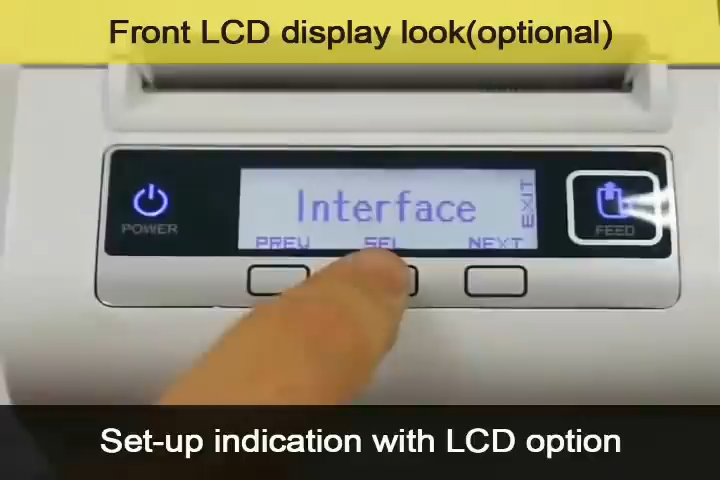 Front LCD display look(optional)
Interface
EXIT
POWER
FEED
PREV SEL NEXT
Set-up indication with LCD option